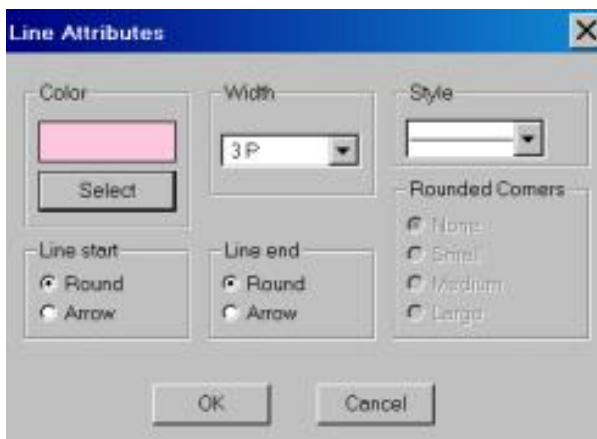 Line Attributes
Color
Select
Width
3 P
Style
Rounded Corners
None
Small
Medium
Large
Line start
Round
Arrow
Line end
Round
Arrow
OK
Cancel